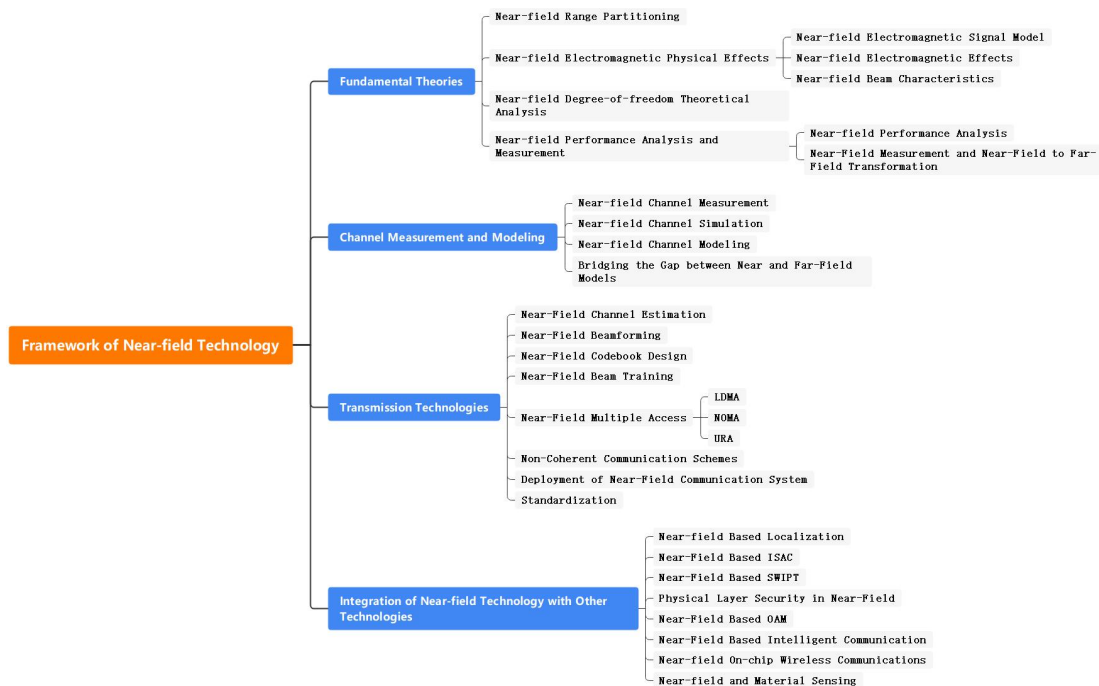 Framework of Near-field Technology
Fundamental Theories
Near-field Range Partitioning
Near-field Electromagnetic Physical Effects
Near-field Electromagnetic Signal Model
Near-field Electromagnetic Effects
Near-field Beam Characteristics
Near-field Degree-of-freedom Theoretical
Analysis
Near-field Performance Analysis and
Measurement
Near-field Performance Analysis
Near-Field Measurement and Near-Field to Far-
Field Transformation
Channel Measurement and Modeling
Near-field Channel Measurement
Near-field Channel Simulation
Near-field Channel Modeling
Bridging the Gap between Near and Far-Field
Models
Transmission Technologies
Near-Field Channel Estimation
Near-Field Beamforming
Near-Field Codebook Design
Near-Field Beam Training
Near-Field Multiple Access
LDMA
NOMA
URA
Non-Coherent Communication Schemes
Deployment of Near-Field Communication System
Standardization
Integration of Near-field Technology with Other
Technologies
Near-field Based Localization
Near-Field Based ISAC
Near-Field Based SWIPT
Physical Layer Security in Near-Field
Near-Field Based OAM
Near-Field Based Intelligent Communication
Near-field On-chip Wireless Communications
Near-field and Material Sensing